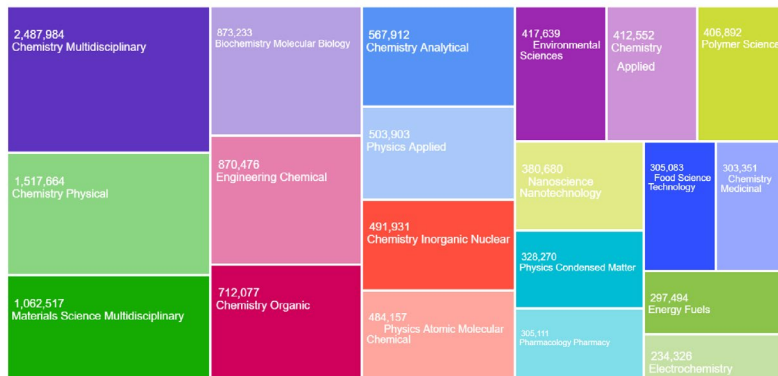 2,487,984
Chemistry Multidisciplinary
1,517,664
Chemistry Physical
1,062,517
Materials Science Multidisciplinary
873,233
Biochemistry Molecular Biology
870,476
Engineering Chemical
712,077
Chemistry Organic
567,912
Chemistry Analytical
503,903
Physics Applied
491,931
Chemistry Inorganic Nuclear
484,157
Physics Atomic Molecular
Chemical
417,639
Environmental
Sciences
412,552
Chemistry
Applied
406,892
Polymer Science
380,680
Nanoscience
Nanotechnology
328,270
Physics Condensed Matter
305,111
Pharmacology Pharmacy
305,083
Food Science
Technology
303,351
Chemistry
Medicinal
297,494
Energy Fuels
234,326
Electrochemistry